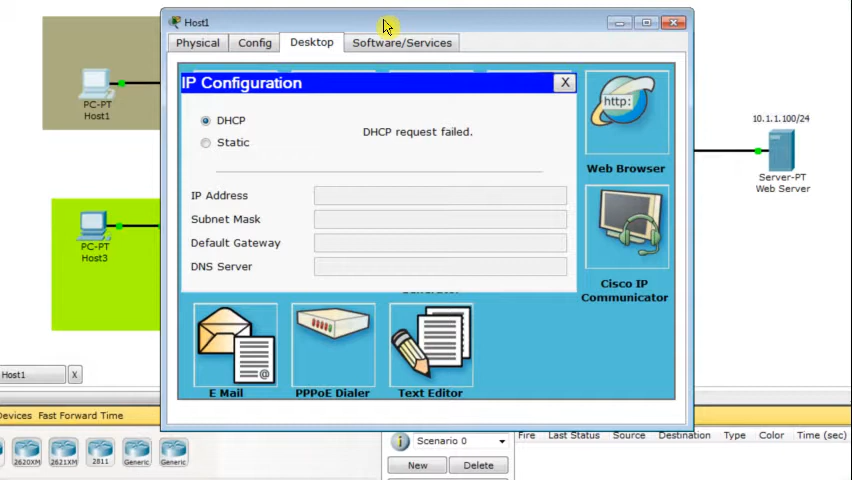 Host1
Physical
Config
Desktop
Software/Services
IP Configuration
X
DHCP
Static
DHCP request failed.
IP Address
Subnet Mask
Default Gateway
DNS Server
http:
Web Browser
Cisco IP
Communicator
E Mail
PPPoE Dialer
Text Editor
PC-PT
Host1
PC-PT
Host3
10.1.1.100/24
Server-PT
Web Server
Host1
X
Devices Fast Forward Time
2620XM
2621XM
2811
Generic
Generic
Scenario 0
New
Delete
Fire
Last Status
Source
Destination
Type
Color
Time (sec)